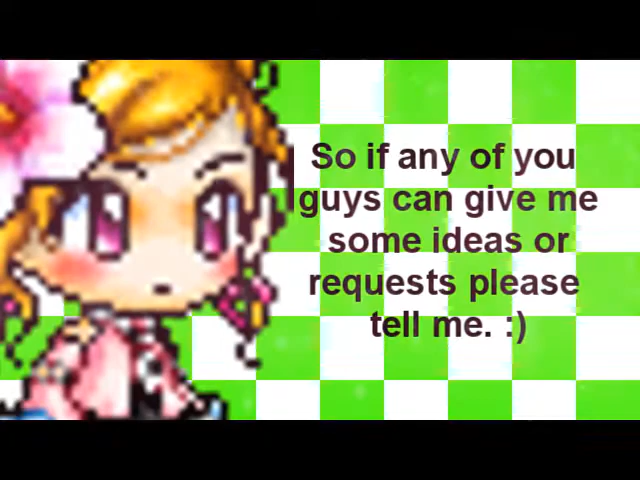 So if any of you
guys can give me
some ideas or
requests please
tell me. :)